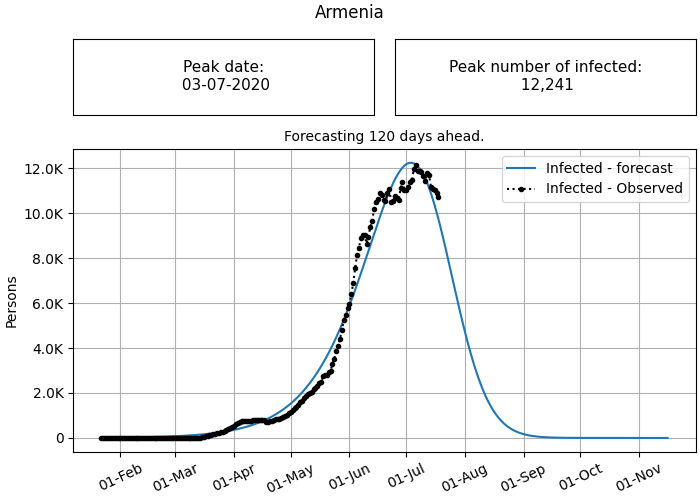 Armenia
Peak date:
03-07-2020
Peak number of infected:
12,241
Forecasting 120 days ahead.
Infected - forecast
Infected - Observed
Persons
12.0K
10.0K
8.0K
6.0K
4.0K
2.0K
0
01-Feb
01-Mar
01-Apr
01-May
01-Jun
01-Jul
01-Aug
01-Sep
01-Oct
01-Nov